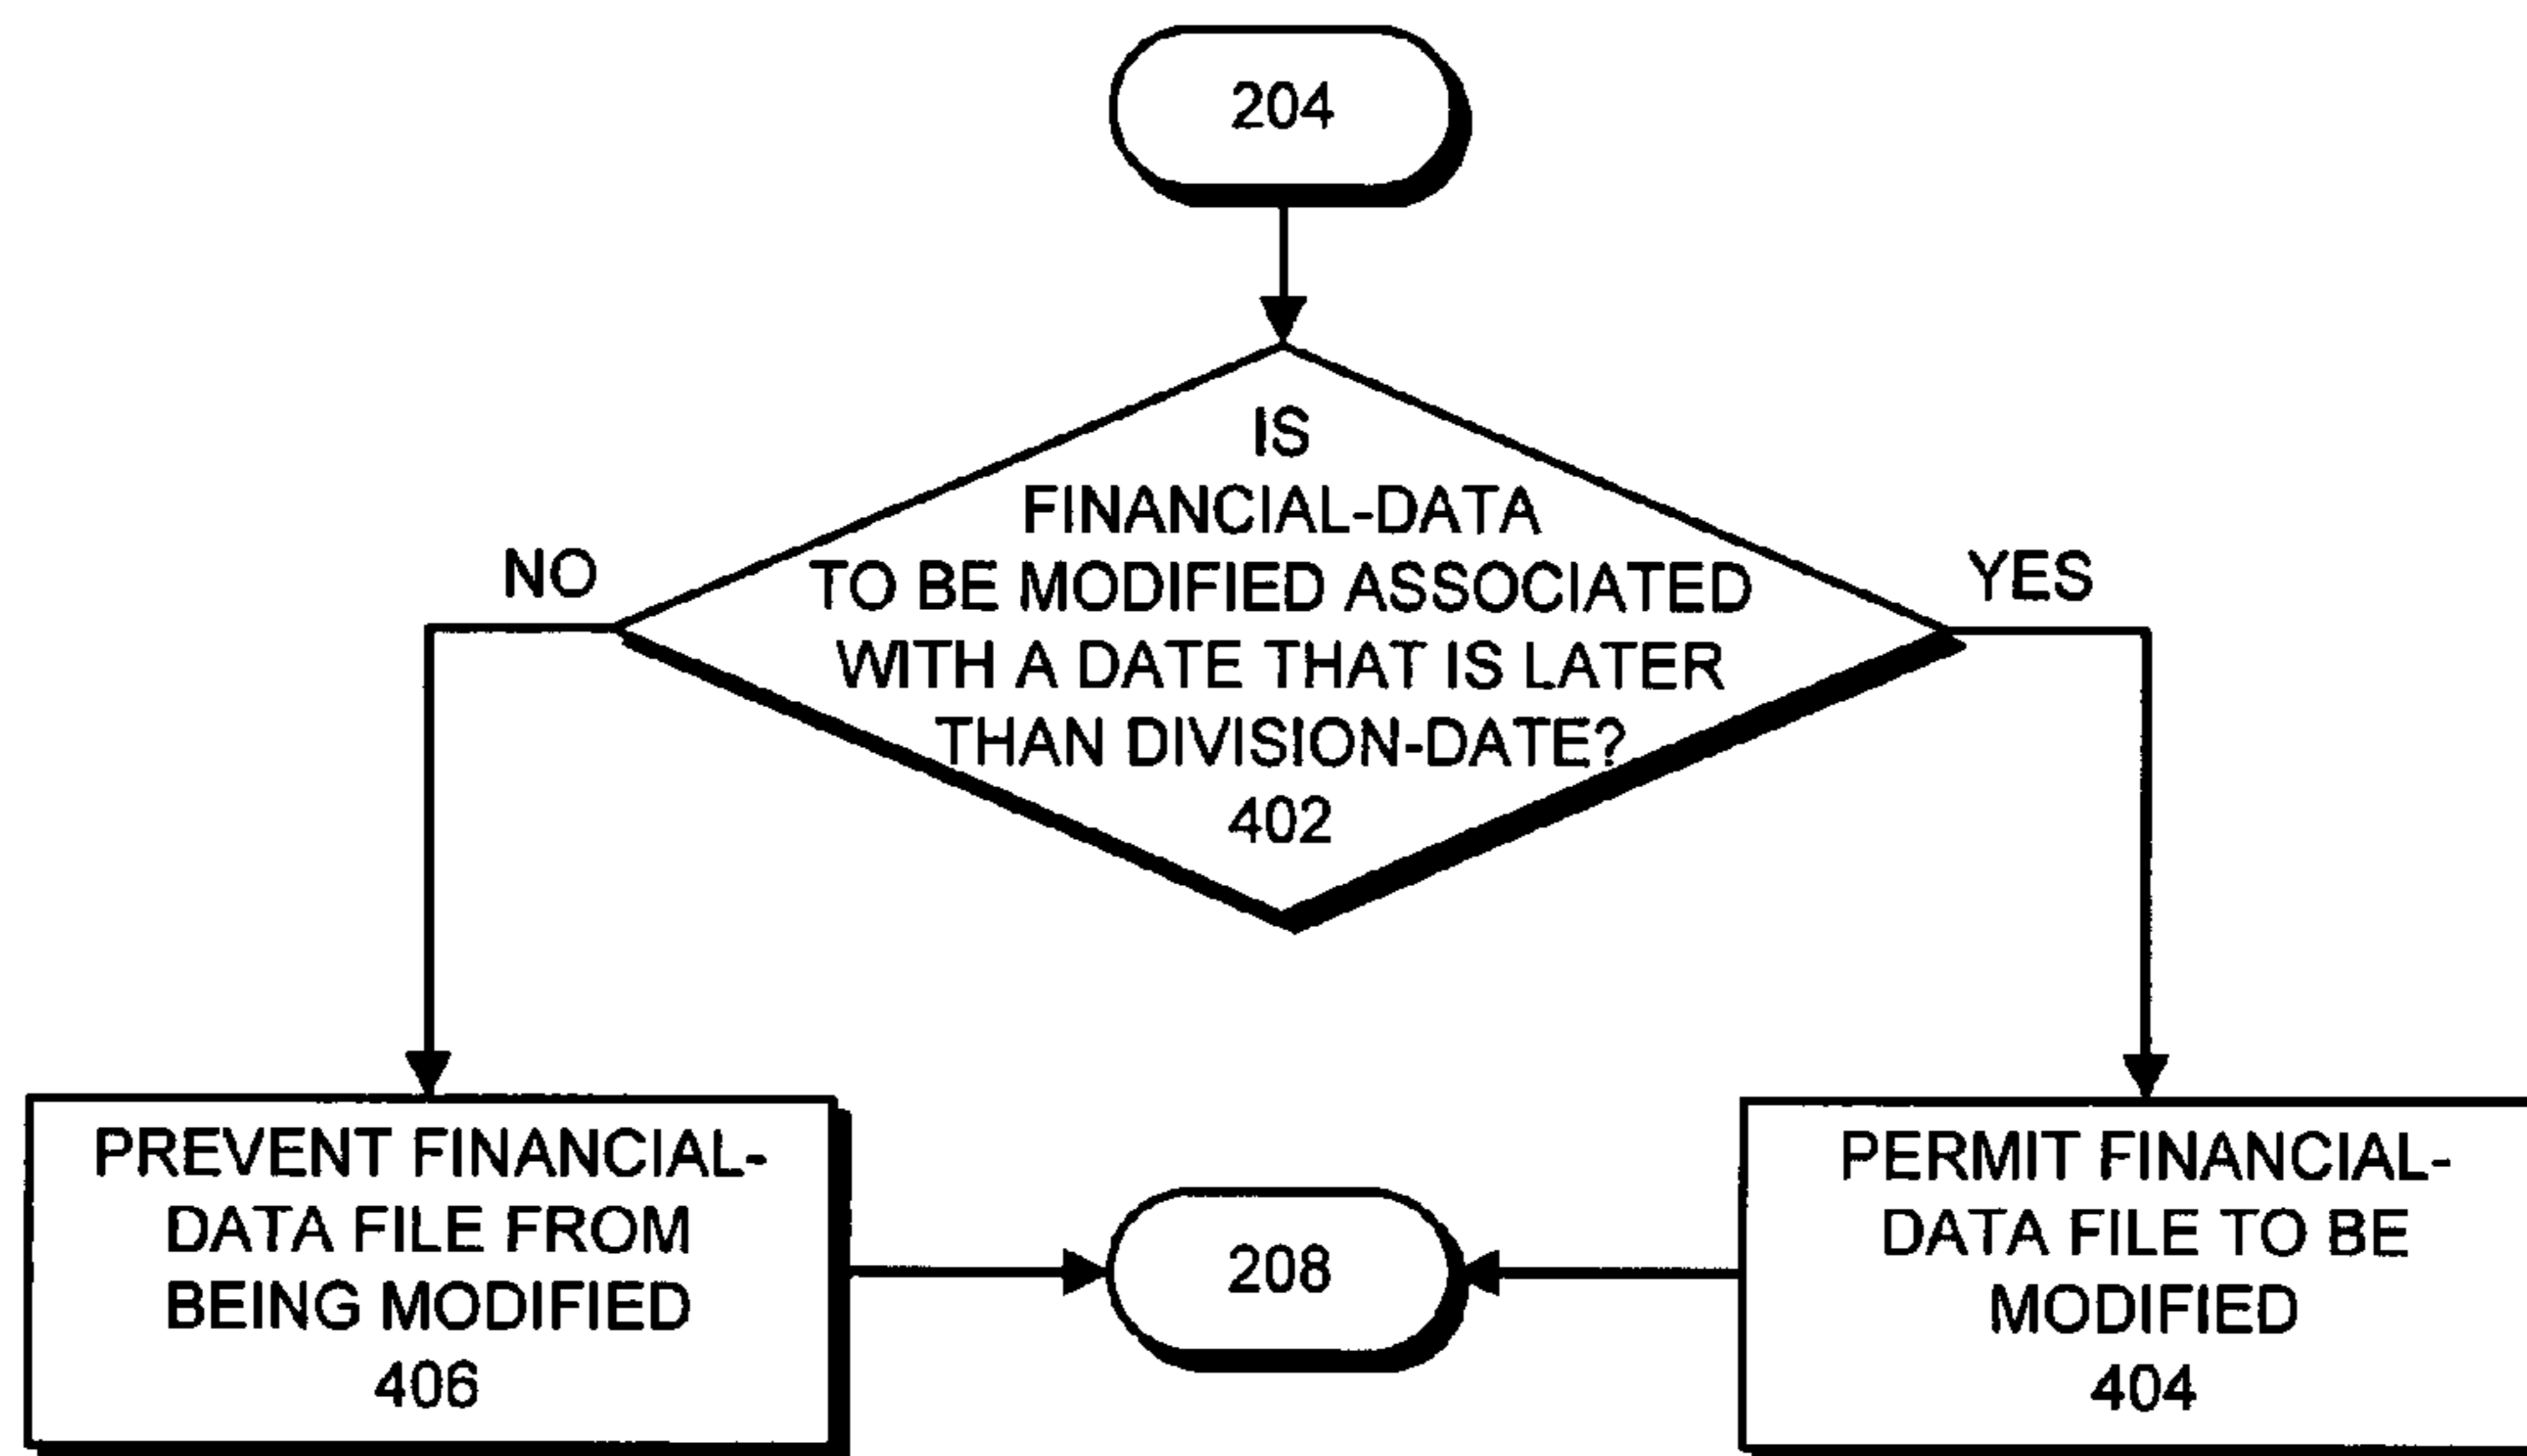 204
IS
FINANCIAL-DATA
TO BE MODIFIED ASSOCIATED
WITH A DATE THAT IS LATER
THAN DIVISION-DATE?
402
NO
YES
PREVENT FINANCIAL-
DATA FILE FROM
BEING MODIFIED
406
208
PERMIT FINANCIAL-
DATA FILE TO BE
MODIFIED
404